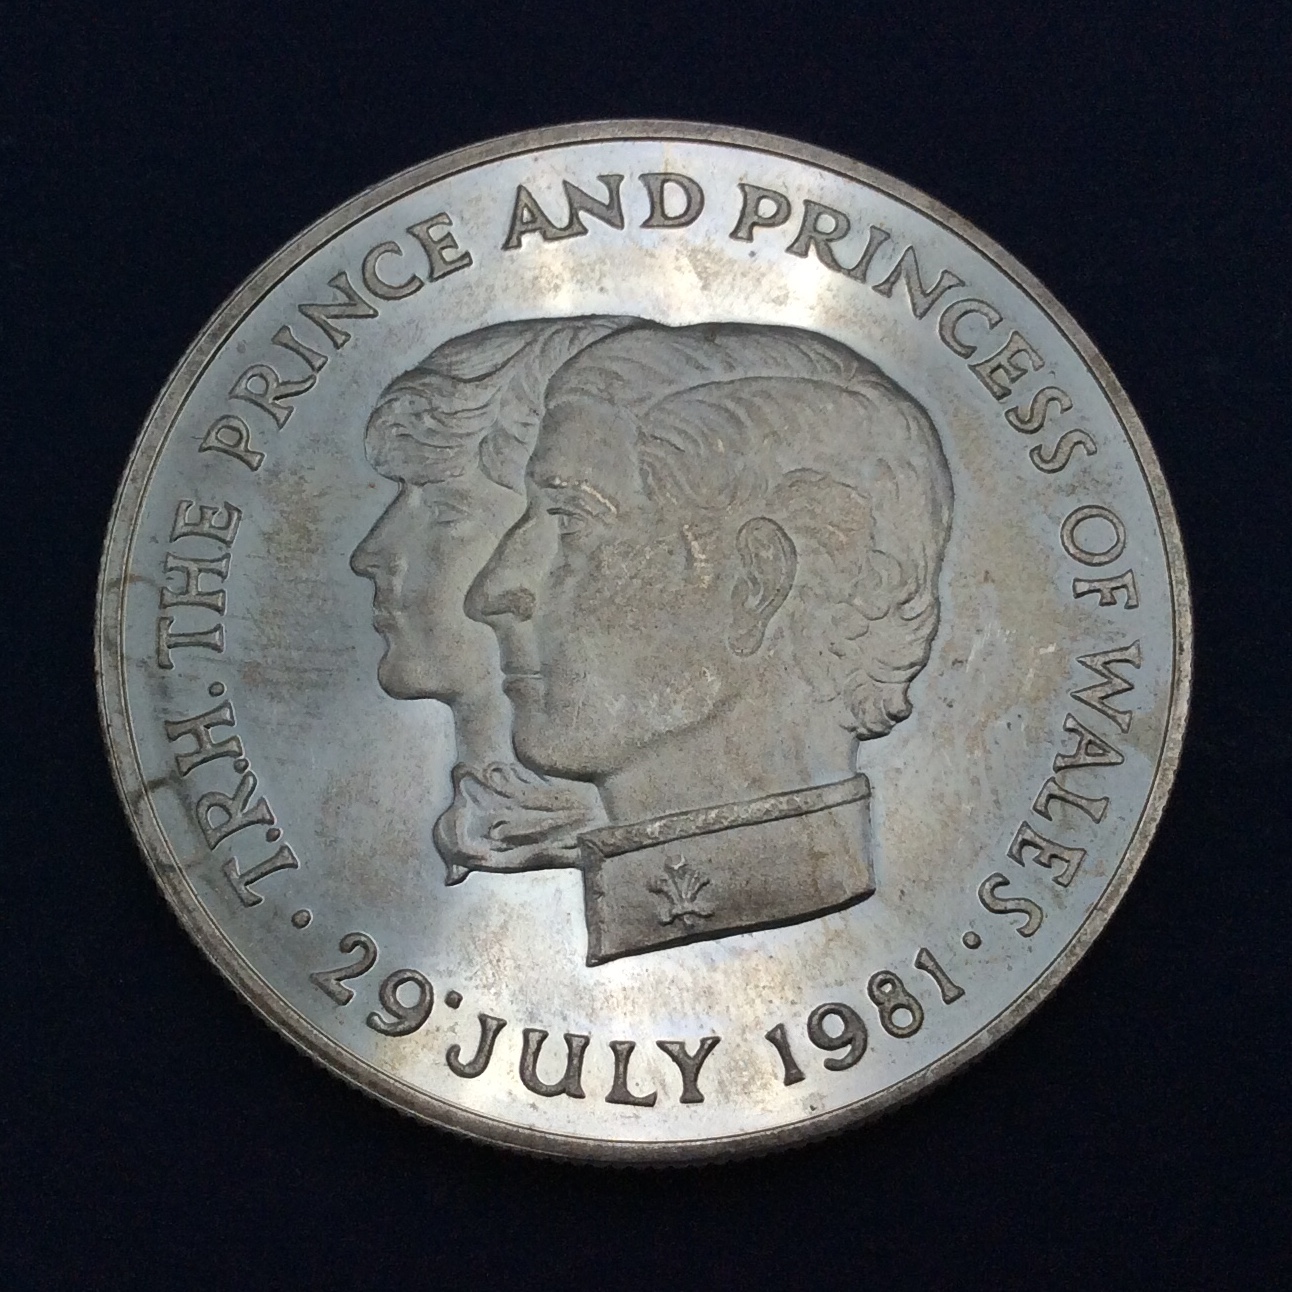 · T.R.H. THE PRINCE AND PRINCESS OF WALES ·
29· JULY 1981